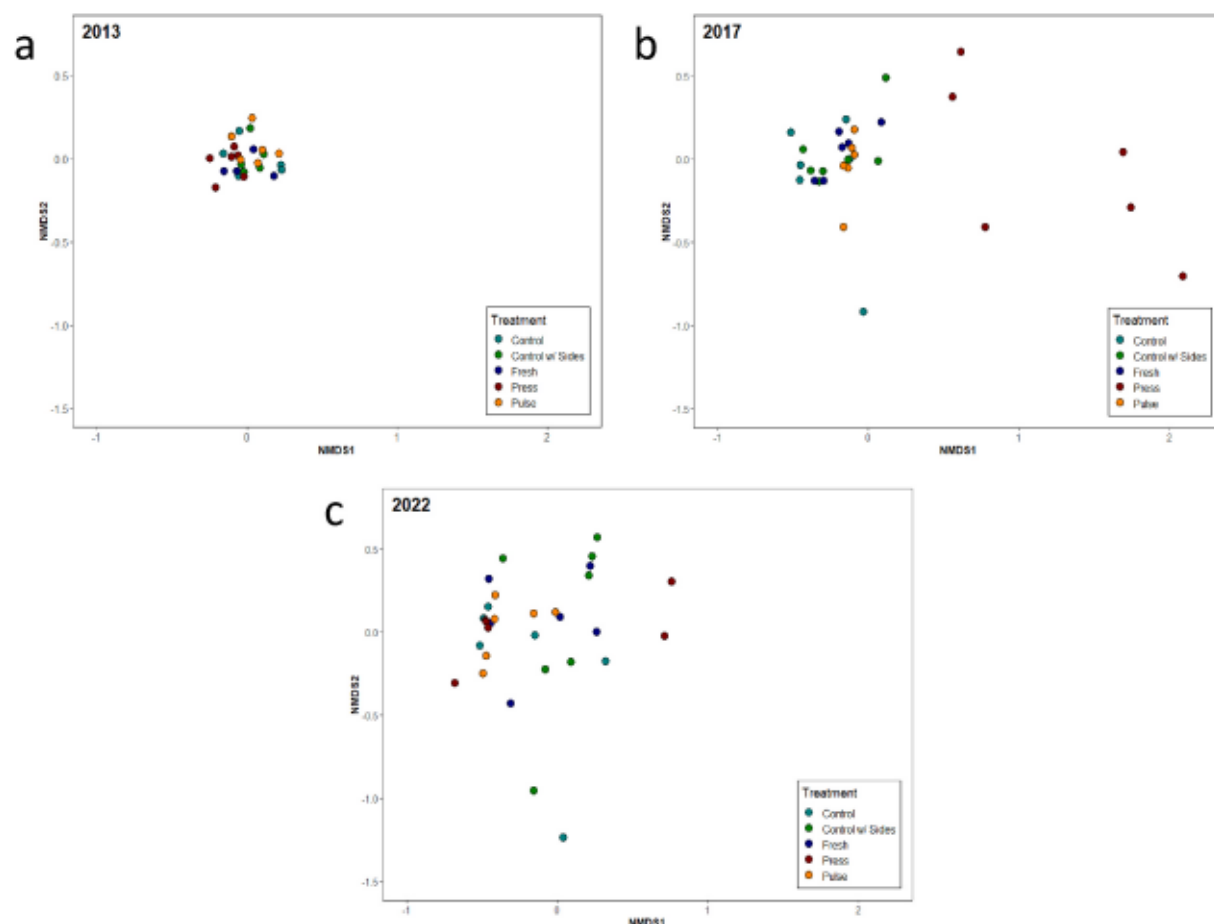 a
2013
0.5
0.0
-0.5
-1.0
-1.5
NMDS2
-1
0
1
2
NMDS1
Treatment
Control
Control w/ Sides
Fresh
Press
Pulse
b
2017
0.5
0.0
-0.5
-1.0
-1.5
NMDS2
-1
0
1
2
NMDS1
Treatment
Control
Control w/ Sides
Fresh
Press
Pulse
c
2022
0.5
0.0
-0.5
-1.0
-1.5
NMDS2
-1
0
1
2
NMDS1
Treatment
Control
Control w/ Sides
Fresh
Press
Pulse